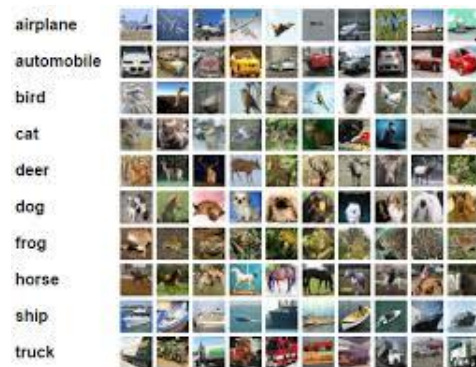 airplane
automobile
bird
cat
deer
dog
frog
horse
ship
truck